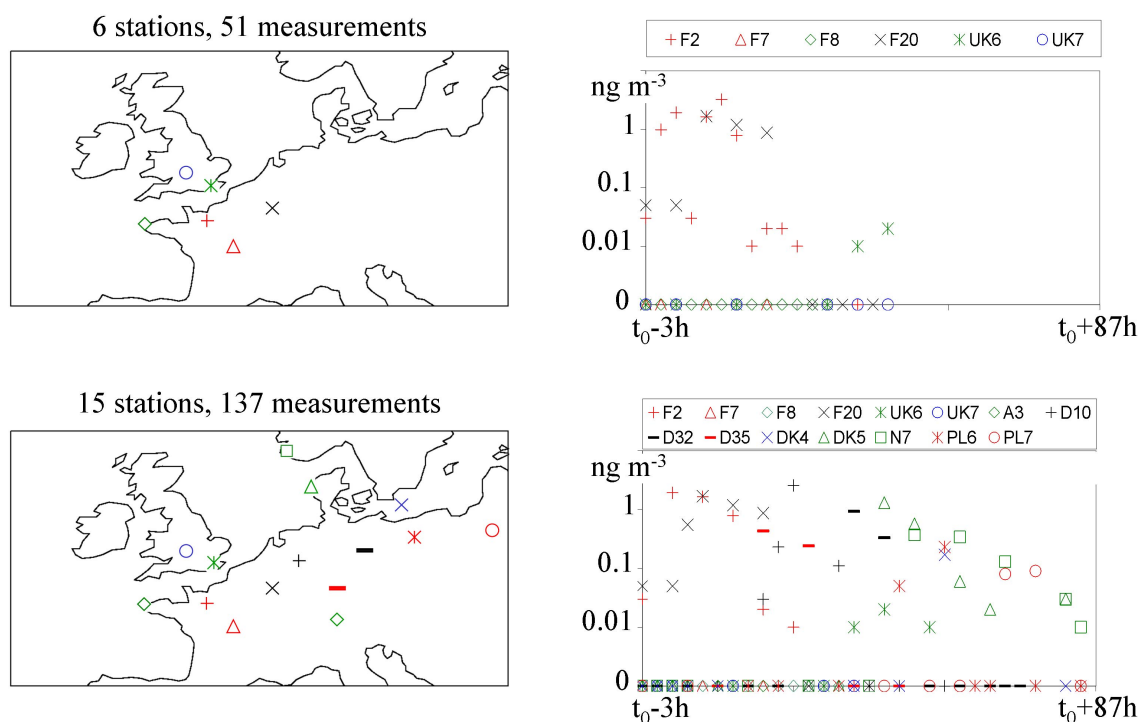 6 stations, 51 measurements
F2 F7 F8 F20 UK6 UK7
ng m-3
1
0.1
0.01
0
t0-3h t0+87h
15 stations, 137 measurements
F2 F7 F8 F20 UK6 UK7 A3 D10
D32 D35 DK4 DK5 N7 PL6 PL7
ng m-3
1
0.1
0.01
0
t0-3h t0+87h